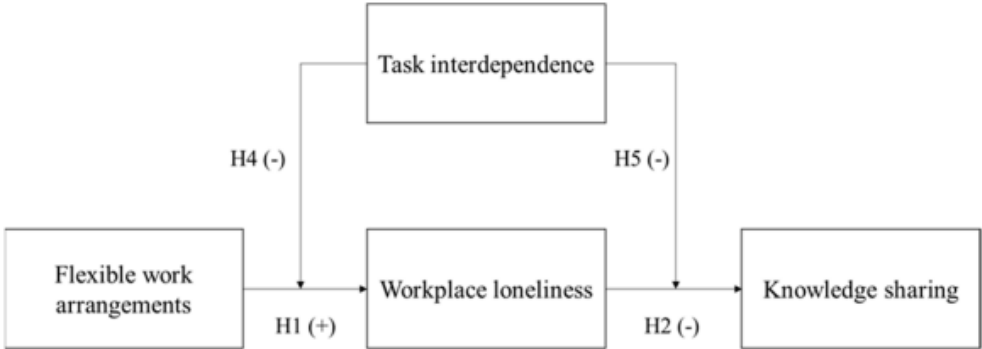 Task interdependence
H4 (-)
H5 (-)
Flexible work
arrangements
Workplace loneliness
Knowledge sharing
H1 (+)
H2 (-)